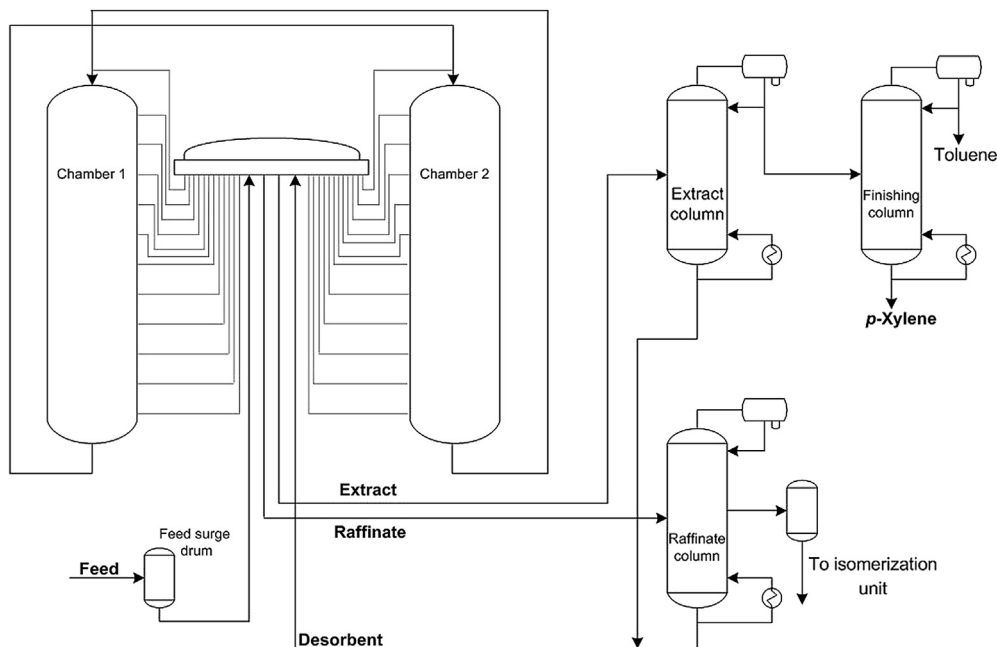 Chamber 1
Chamber 2
Extract
column
Finishing
column
Toluene
p-Xylene
Extract
Raffinate
Feed surge
drum
Feed
Raffinate
column
To isomerization
unit
Desorbent